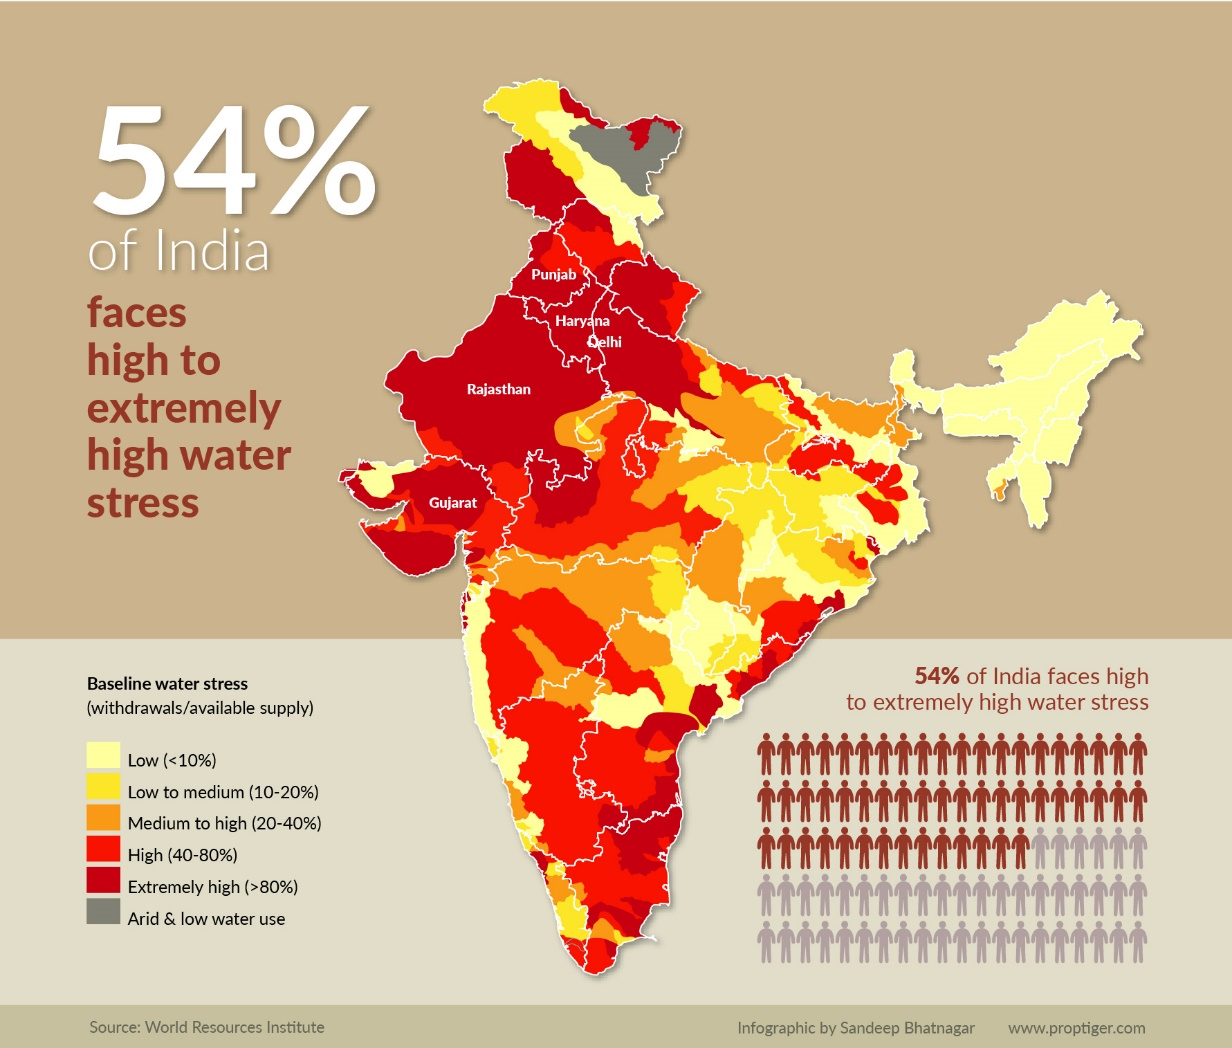 54%
of India
faces
high to
extremely
high water
stress
Punjab
Haryana
Delhi
Rajasthan
Gujarat
Baseline water stress
(withdrawals/available supply)
Low (<10%)
Low to medium (10-20%)
Medium to high (20-40%)
High (40-80%)
Extremely high (>80%)
Arid & low water use
54% of India faces high
to extremely high water stress
Source: World Resources Institute
Infographic by Sandeep Bhatnagar
www.proptiger.com